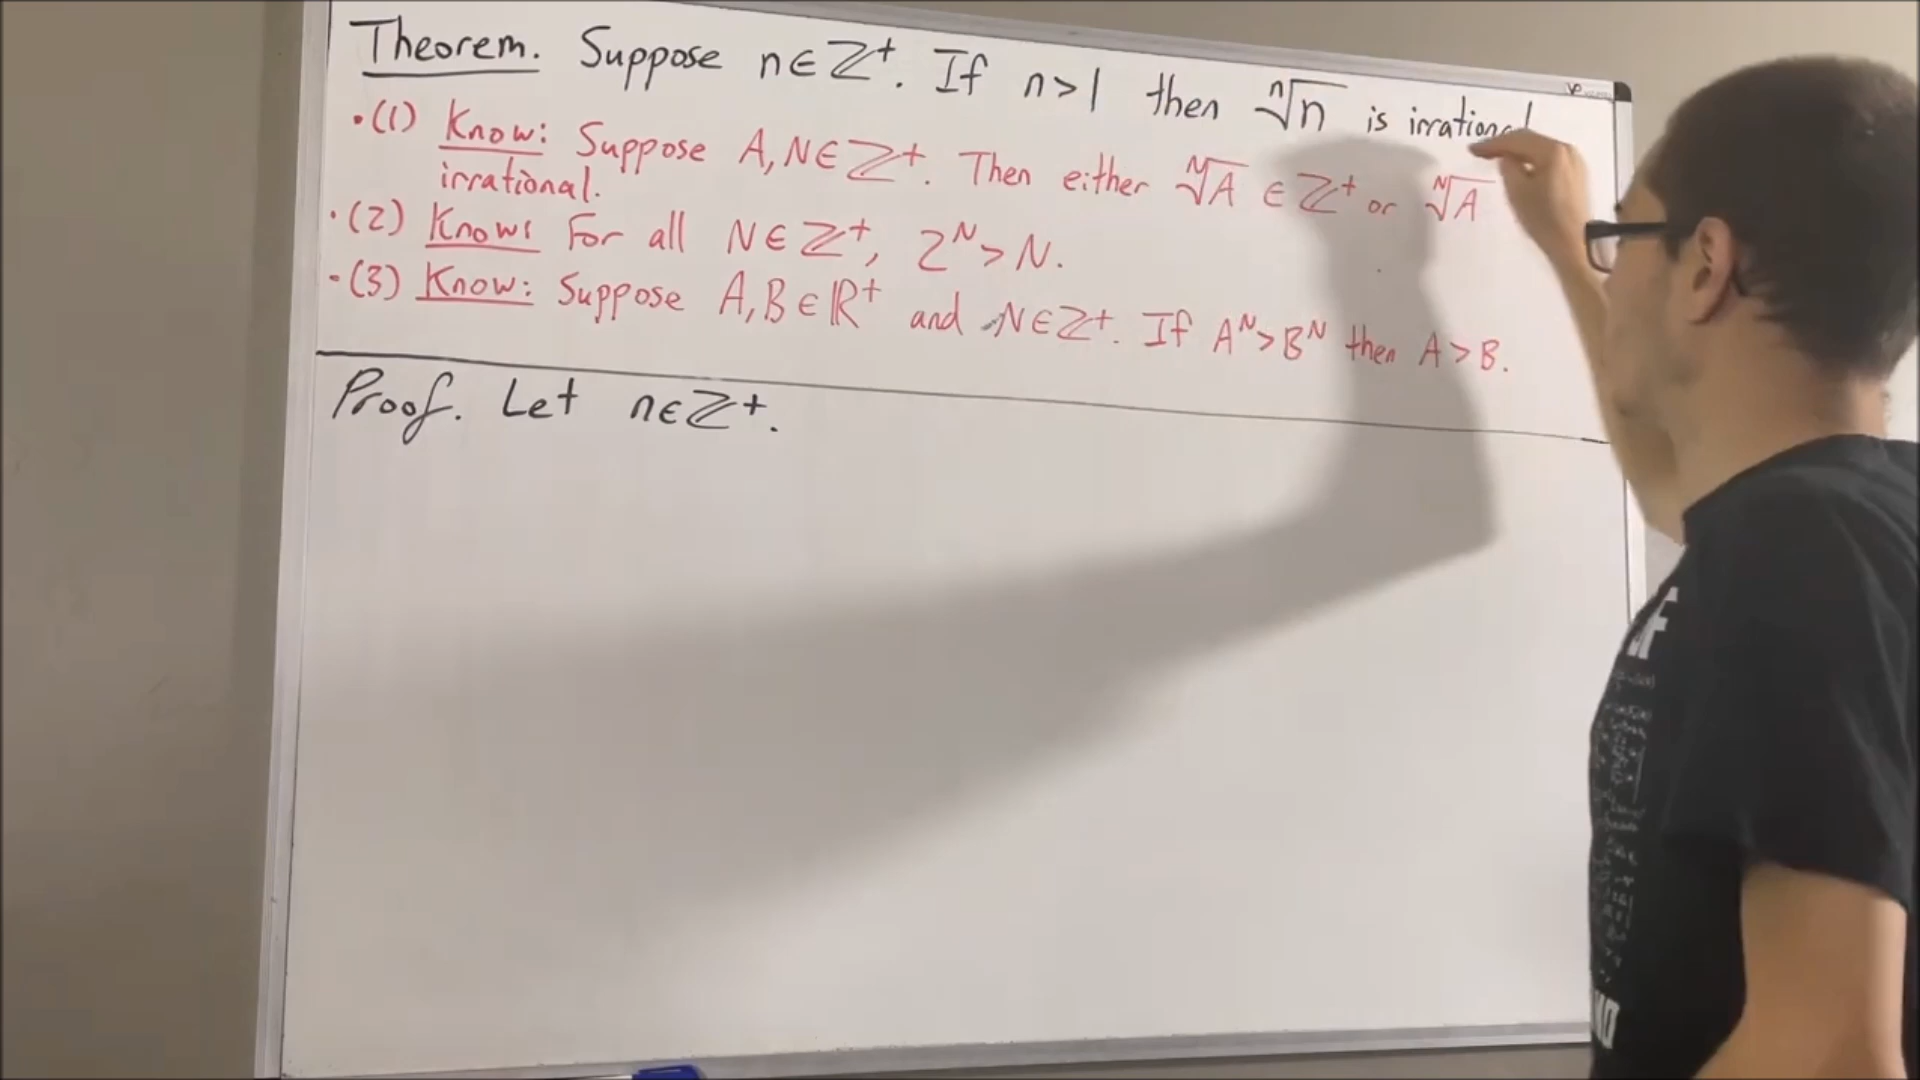 Theorem. Suppose n∈ℤ⁺. If n>1 then ⁿ√n is irrational
•(1) Know: Suppose A,N∈ℤ⁺. Then either ᴺ√A ∈ℤ⁺ or ᴺ√A
irrational.
•(2) Know: For all N∈ℤ⁺, 2ᴺ>N.
•(3) Know: Suppose A,B∈ℝ⁺ and N∈ℤ⁺. If Aᴺ>Bᴺ then A>B.
Proof. Let n∈ℤ⁺.